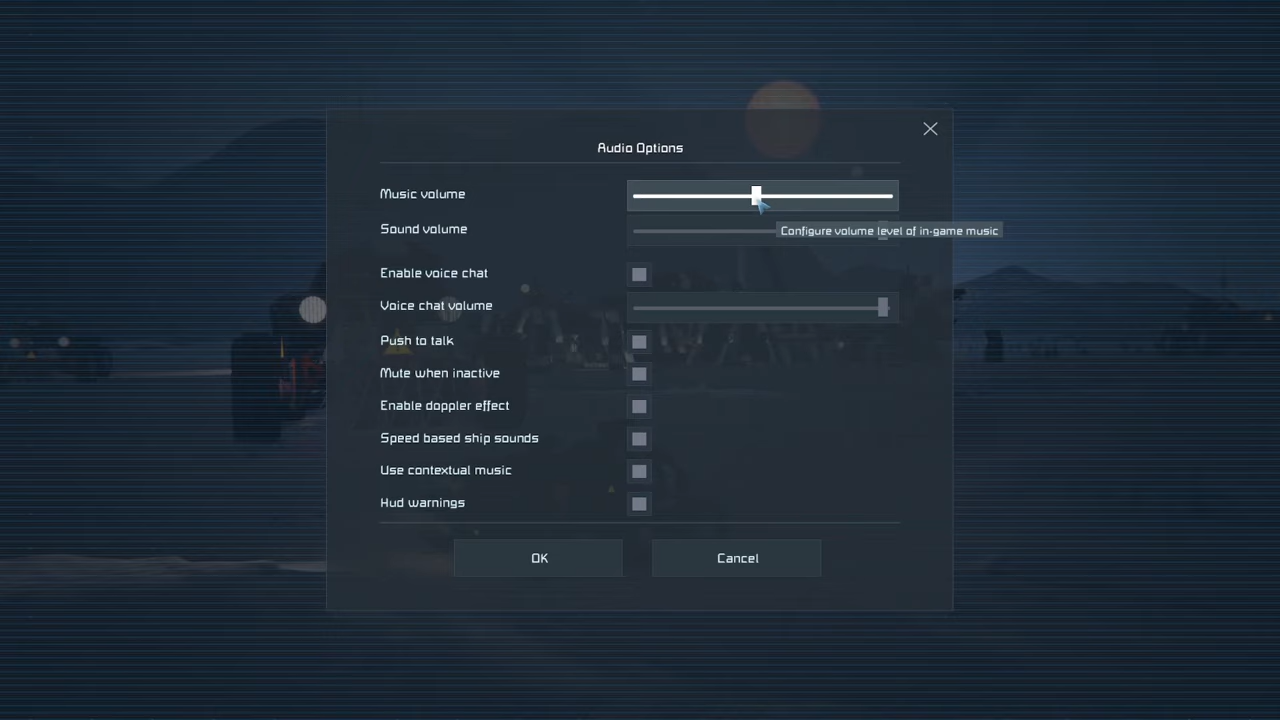 Audio Options
Music volume
Sound volume
Configure volume level of in-game music
Enable voice chat
Voice chat volume
Push to talk
Mute when inactive
Enable doppler effect
Speed based ship sounds
Use contextual music
Hud warnings
OK
Cancel